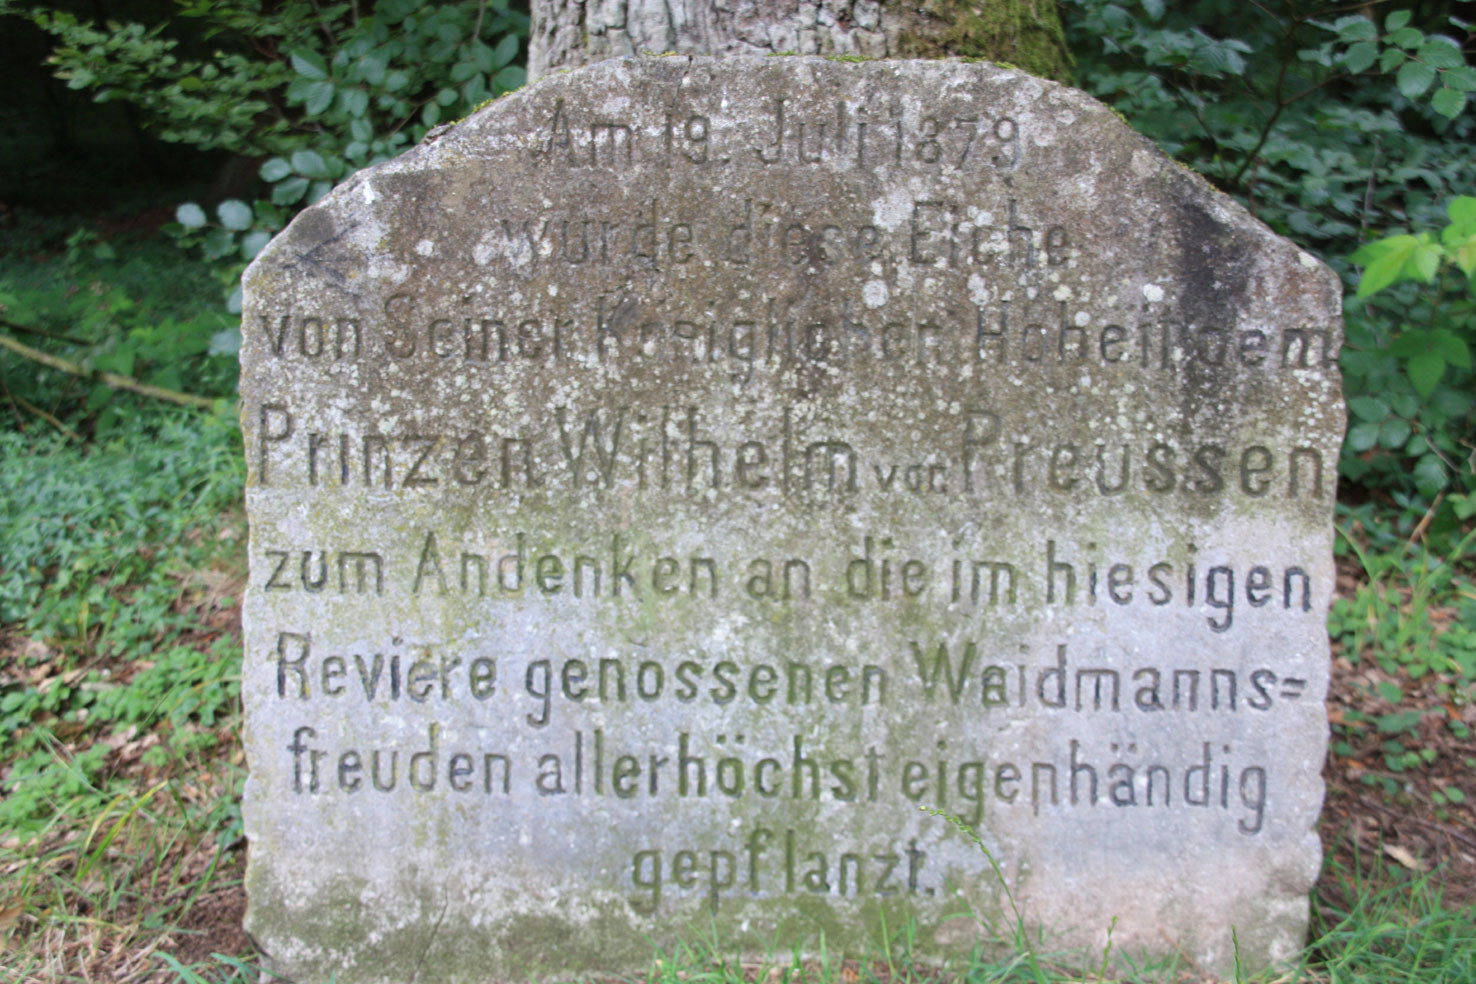 Am 19. Juli 1879
wurde diese Eiche
von Seiner Königlichen Hoheit dem
Prinzen Wilhelm von Preussen
zum Andenken an die im hiesigen
Reviere genossenen Waidmanns=
freuden allerhöchst eigenhändig
gepflanzt.